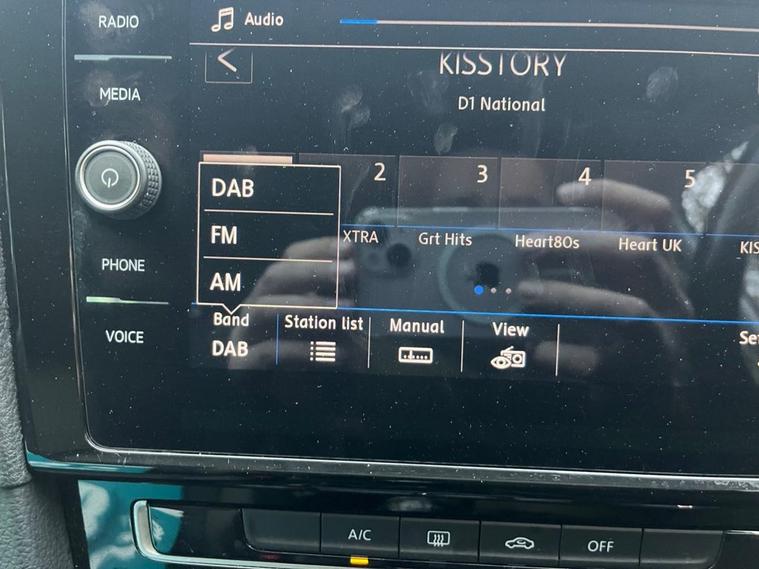 RADIO
Audio
KISSTORY
MEDIA
D1 National
2
3
4
5
DAB
FM
AM
XTRA
Grt Hits
Heart80s
Heart UK
PHONE
Band
Station list
Manual
View
VOICE
DAB
A/C
OFF